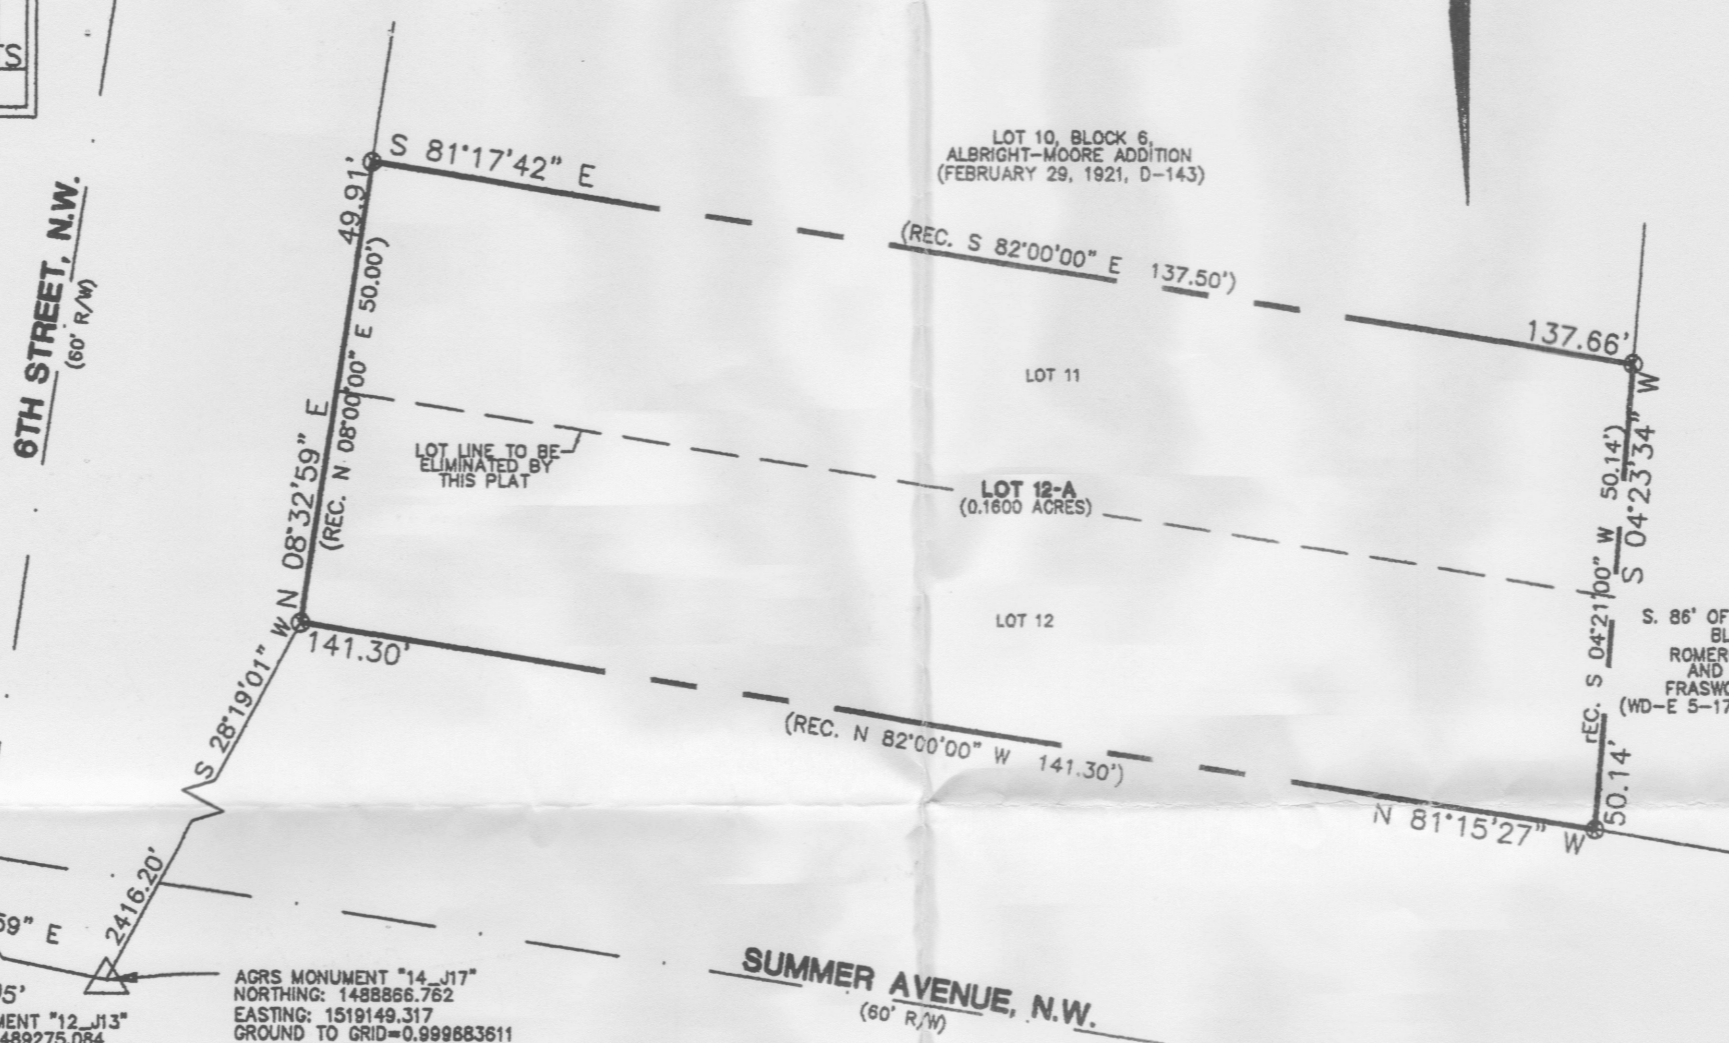 S
6TH STREET, N.W.
(60' R/W)
S 81°17'42" E
137.66'
(REC. S 82°00'00" E 137.50')
LOT 10, BLOCK 6,
ALBRIGHT-MOORE ADDITION
(FEBRUARY 29, 1921, D-143)
N 08°32'59" E
49.91'
(REC. N 08°00'00" E 50.00')
LOT 11
LOT LINE TO BE
ELIMINATED BY
THIS PLAT
LOT 12-A
(0.1600 ACRES)
LOT 12
S 04°23'34" W
50.14'
rEC. S 04°21'00" W 50.14')
S. 86' OF
BL
ROMER
AND
FRASWO
(WD-E 5-17
141.30'
N 81°15'27" W
(REC. N 82°00'00" W 141.30')
S 28°19'01" W
2416.20'
59" E
5'
MENT "12_J13"
489275.084
AGRS MONUMENT "14_J17"
NORTHING: 1488866.762
EASTING: 1519149.317
GROUND TO GRID=0.999683611
SUMMER AVENUE, N.W.
(60' R/W)